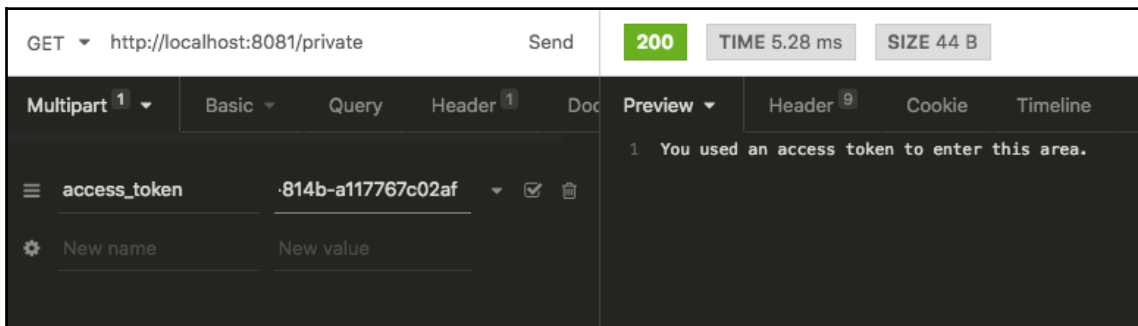 GET http://localhost:8081/private Send
200 TIME 5.28 ms SIZE 44 B
Multipart 1 Basic Query Header 1 Doc
Preview Header 9 Cookie Timeline
1 You used an access token to enter this area.
access_token -814b-a117767c02af
New name New value